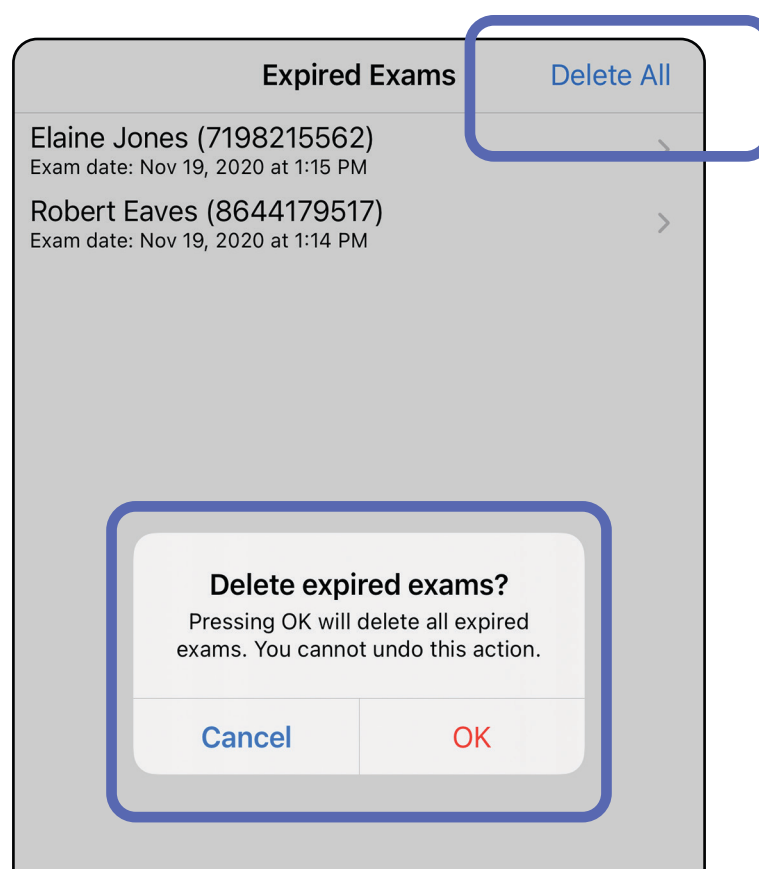 Expired Exams Delete All
Elaine Jones (7198215562)
Exam date: Nov 19, 2020 at 1:15 PM
Robert Eaves (8644179517)
Exam date: Nov 19, 2020 at 1:14 PM
Delete expired exams?
Pressing OK will delete all expired
exams. You cannot undo this action.
Cancel OK